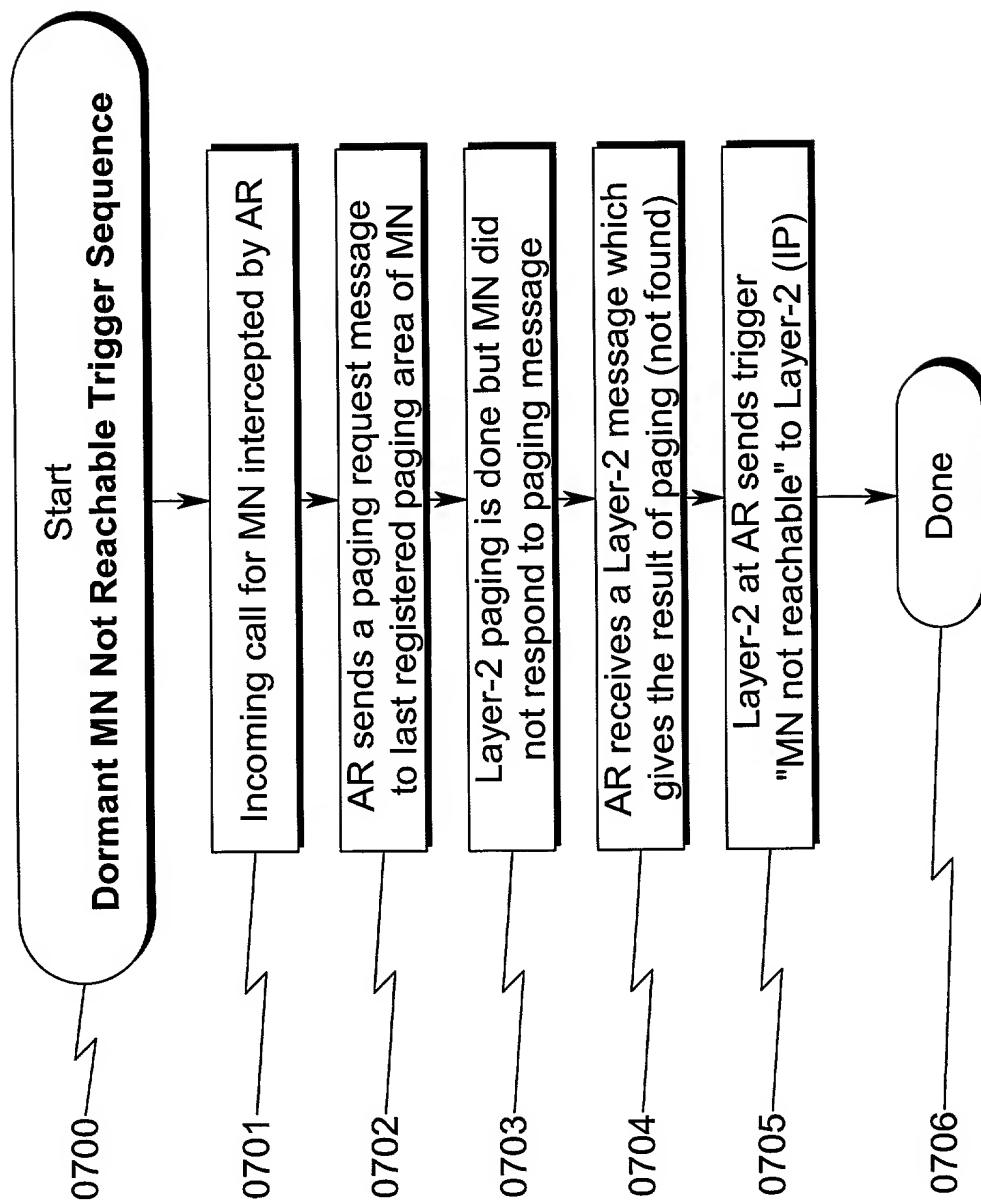 Start
Dormant MN Not Reachable Trigger Sequence
0700
Incoming call for MN intercepted by AR
0701
AR sends a paging request message
to last registered paging area of MN
0702
Layer-2 paging is done but MN did
not respond to paging message
0703
AR receives a Layer-2 message which
gives the result of paging (not found)
0704
Layer-2 at AR sends trigger
"MN not reachable" to Layer-2 (IP)
0705
Done
0706